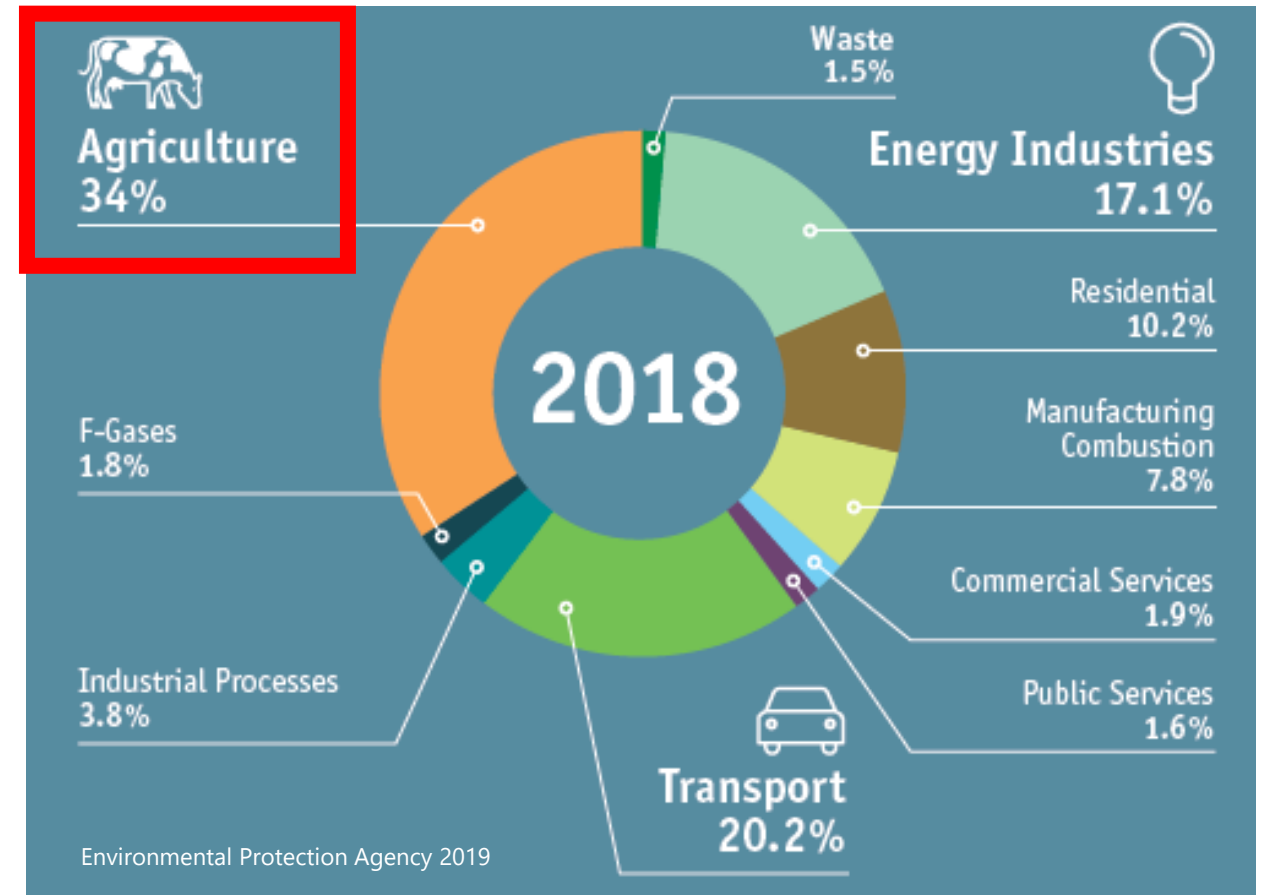 Agriculture
34%
Waste
1.5%
Energy Industries
17.1%
Residential
10.2%
2018
Manufacturing
Combustion
7.8%
F-Gases
1.8%
Commercial Services
1.9%
Industrial Processes
3.8%
Public Services
1.6%
Transport
20.2%
Environmental Protection Agency 2019